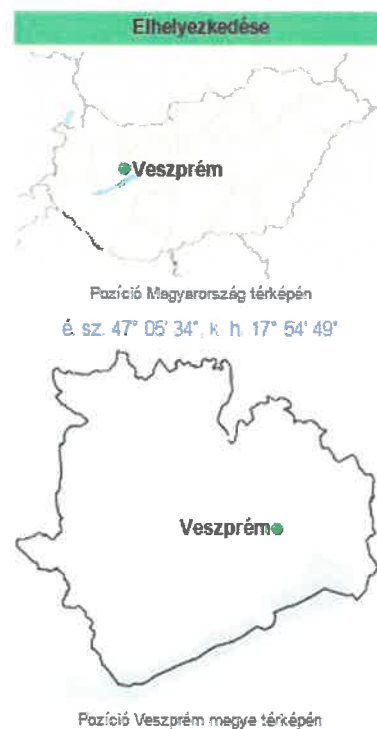 Elhelyezkedése
Veszprém
Pozíció Magyarország térképén
é. sz. 47° 05′ 34″, k. h. 17° 54′ 49″
Veszprém
Pozíció Veszprém megye térképén